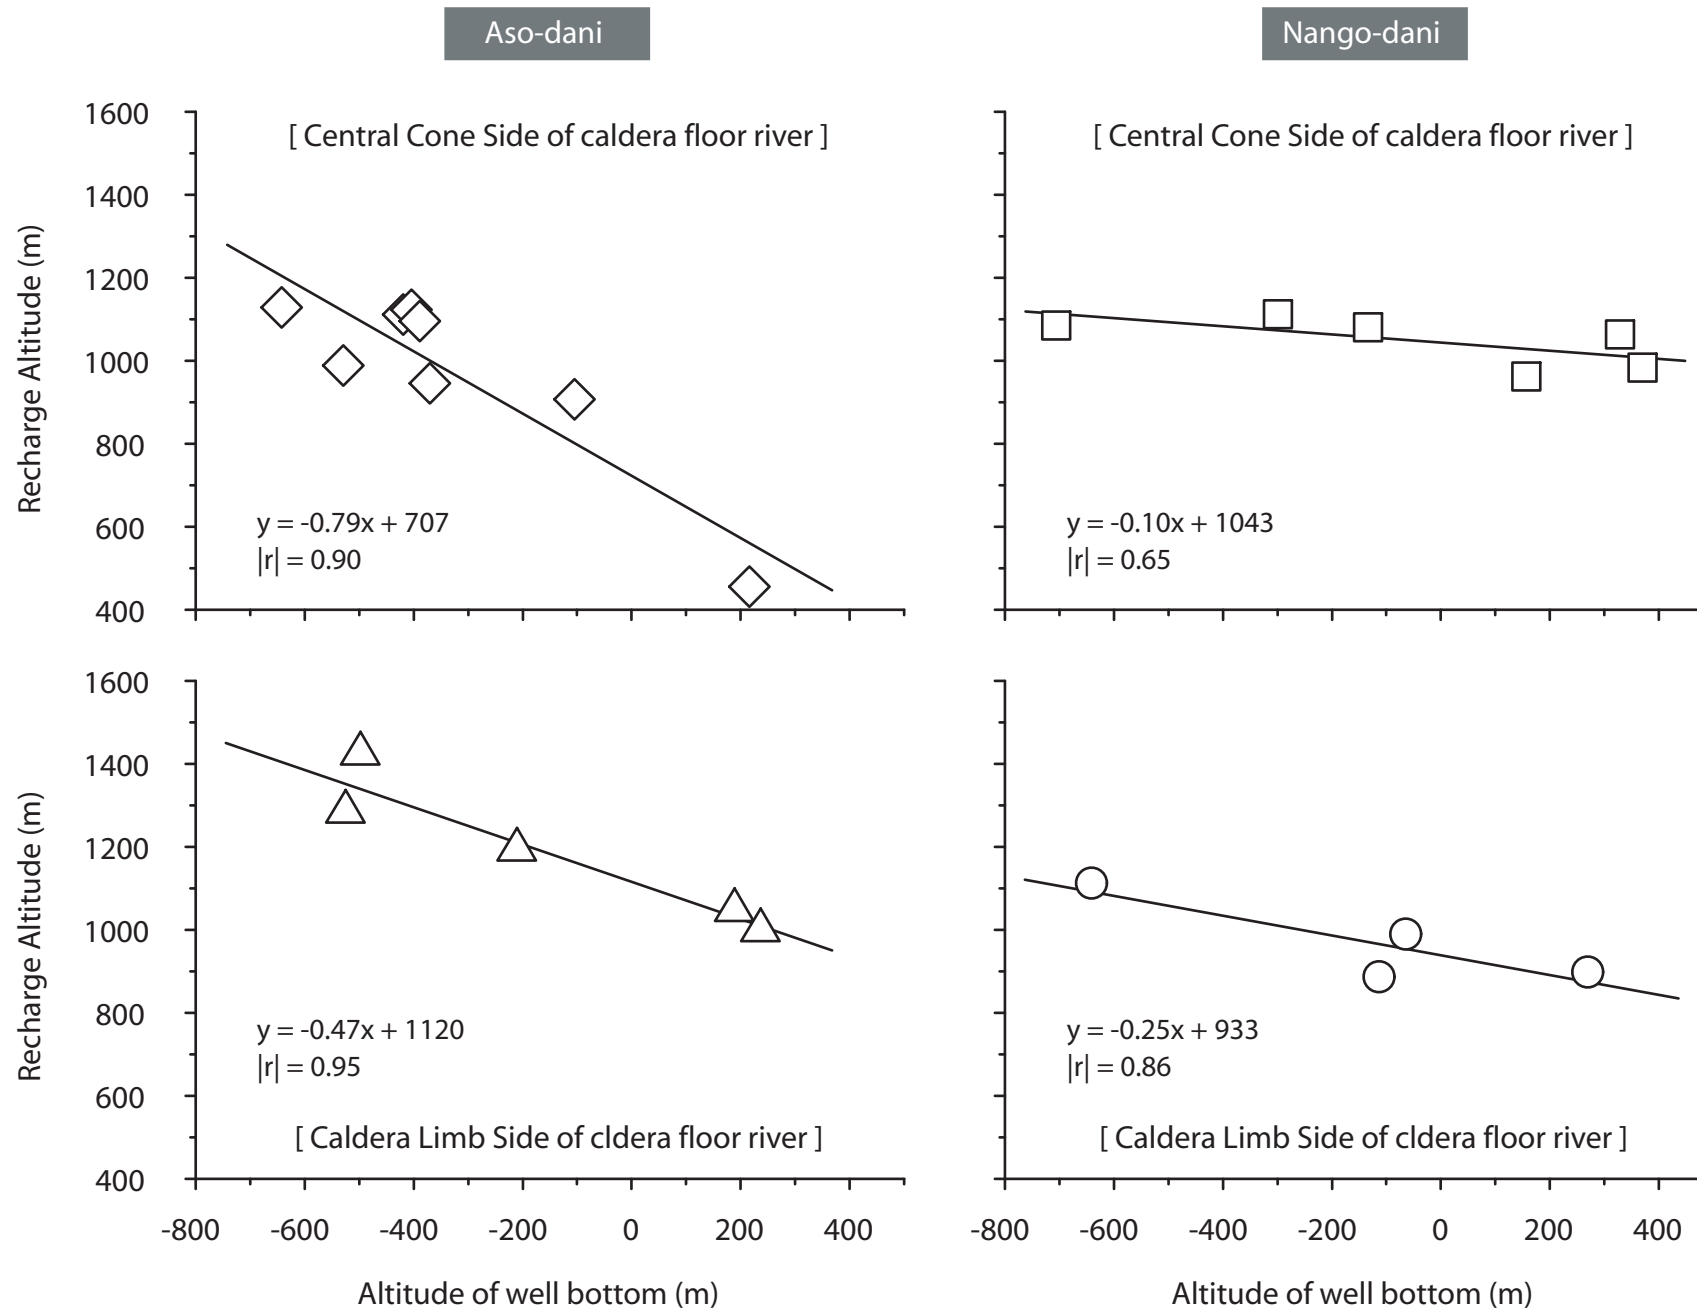 Aso-dani
Nango-dani
[ Central Cone Side of caldera floor river ]
[ Central Cone Side of caldera floor river ]
1600
1400
1200
1000
800
600
400
Recharge Altitude (m)
y = -0.79x + 707
|r| = 0.90
y = -0.10x + 1043
|r| = 0.65
1600
1400
1200
1000
800
600
400
Recharge Altitude (m)
y = -0.47x + 1120
|r| = 0.95
y = -0.25x + 933
|r| = 0.86
[ Caldera Limb Side of cldera floor river ]
[ Caldera Limb Side of cldera floor river ]
-800 -600 -400 -200 0 200 400
-800 -600 -400 -200 0 200 400
Altitude of well bottom (m)
Altitude of well bottom (m)